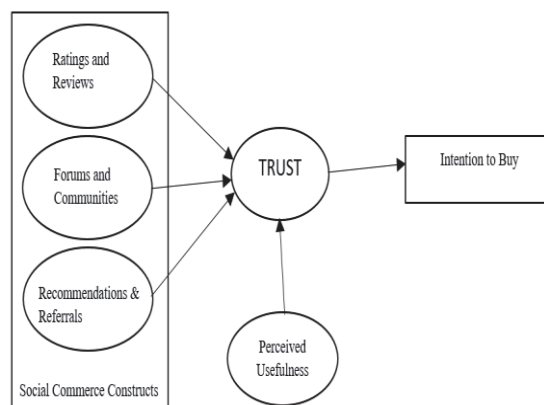 Ratings and
Reviews
Forums and
Communities
Recommendations &
Referrals
Social Commerce Constructs
TRUST
Perceived
Usefulness
Intention to Buy